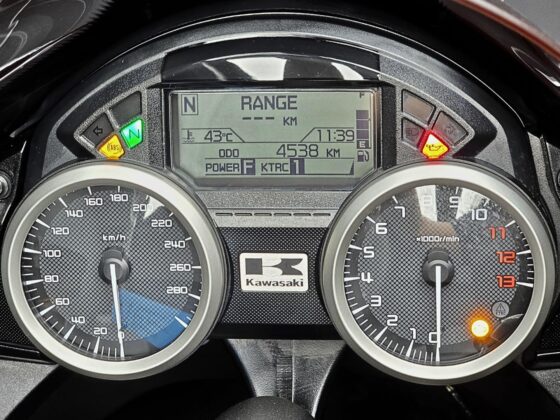 N RANGE
--- KM
43°C 11:39
ODO 4538 KM
POWER F KTRC 1
F
E
N
ABS
km/h
0
20
40
60
80
100
120
140
160
180
200
220
240
260
280
Kawasaki
×1000r/min
0
1
2
3
4
5
6
7
8
9
10
11
12
13